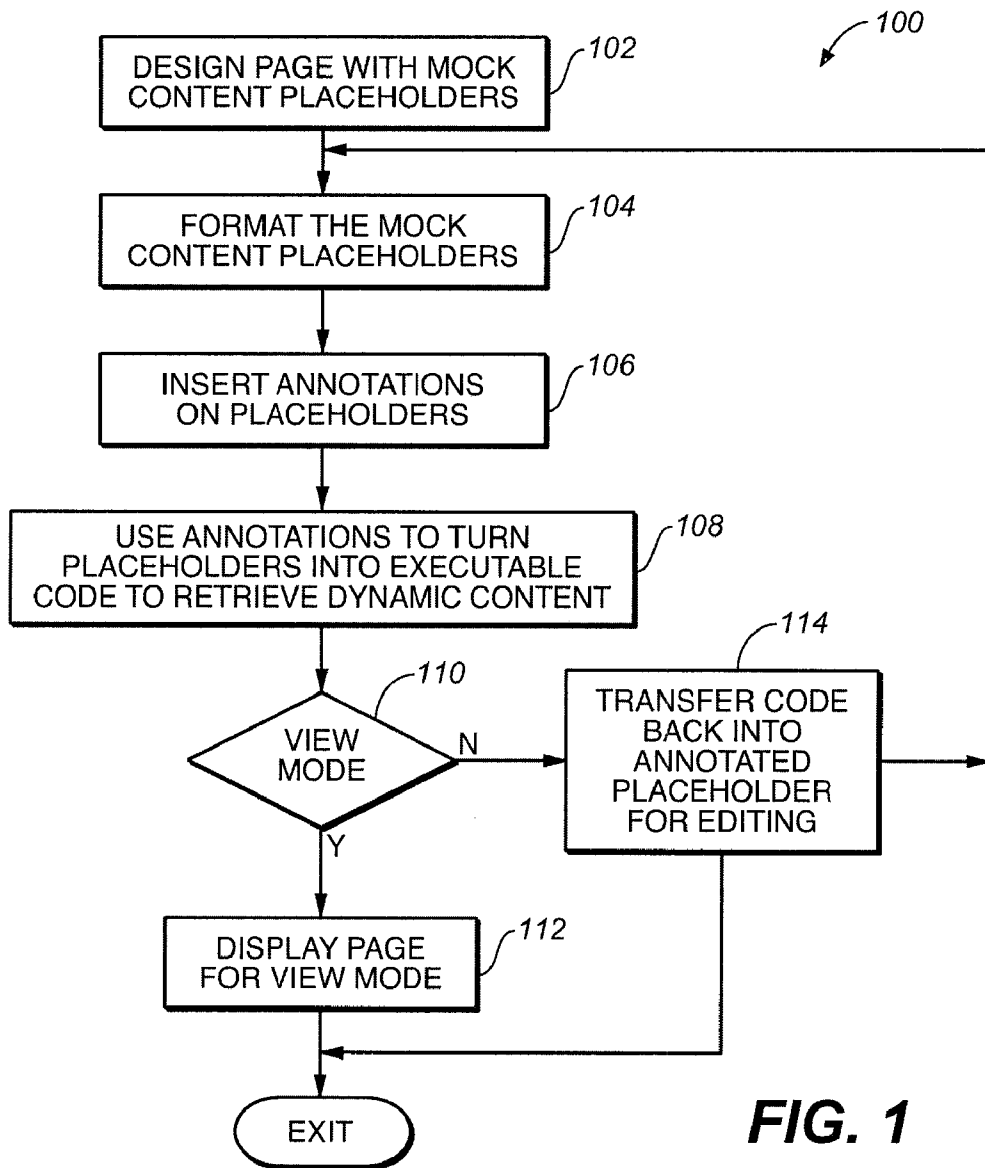 100
DESIGN PAGE WITH MOCK
CONTENT PLACEHOLDERS
102
FORMAT THE MOCK
CONTENT PLACEHOLDERS
104
INSERT ANNOTATIONS
ON PLACEHOLDERS
106
USE ANNOTATIONS TO TURN
PLACEHOLDERS INTO EXECUTABLE
CODE TO RETRIEVE DYNAMIC CONTENT
108
VIEW
MODE
110
N
Y
TRANSFER CODE
BACK INTO
ANNOTATED
PLACEHOLDER
FOR EDITING
114
DISPLAY PAGE
FOR VIEW MODE
112
EXIT
FIG. 1